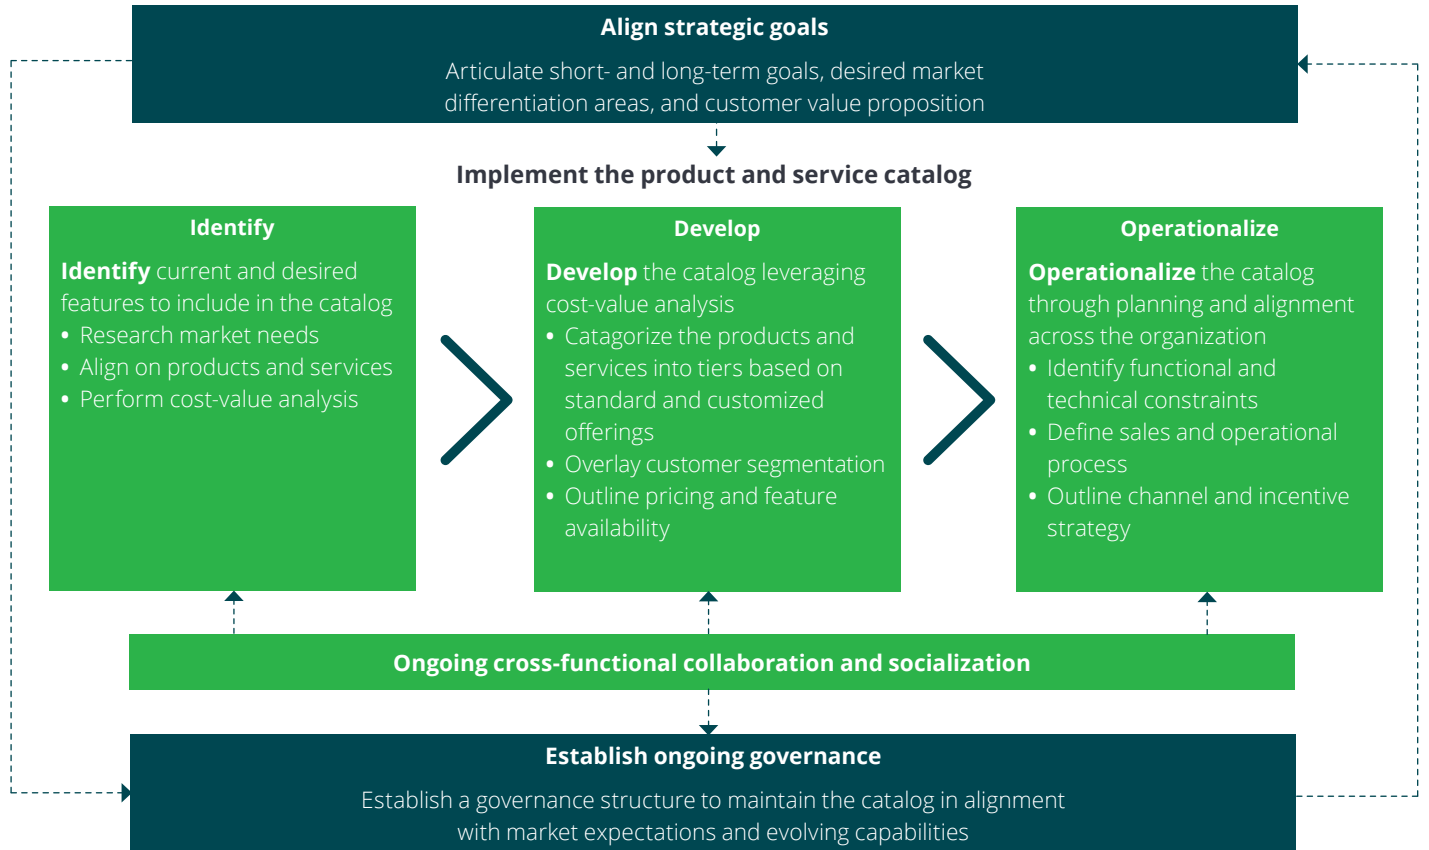 Align strategic goals
Articulate short- and long-term goals, desired market
differentiation areas, and customer value proposition
Implement the product and service catalog
Identify
Identify current and desired
features to include in the catalog
• Research market needs
• Align on products and services
• Perform cost-value analysis
Develop
Develop the catalog leveraging
cost-value analysis
• Catagorize the products and
services into tiers based on
standard and customized
offerings
• Overlay customer segmentation
• Outline pricing and feature
availability
Operationalize
Operationalize the catalog
through planning and alignment
across the organization
• Identify functional and
technical constraints
• Define sales and operational
process
• Outline channel and incentive
strategy
Ongoing cross-functional collaboration and socialization
Establish ongoing governance
Establish a governance structure to maintain the catalog in alignment
with market expectations and evolving capabilities